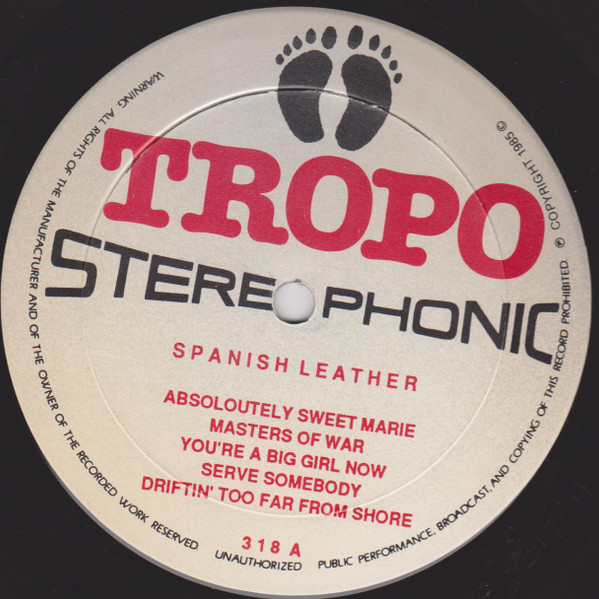 TROPO
STEREOPHONIC
SPANISH LEATHER
ABSOLOUTELY SWEET MARIE
MASTERS OF WAR
YOU'RE A BIG GIRL NOW
SERVE SOMEBODY
DRIFTIN' TOO FAR FROM SHORE
318 A
WARNING. ALL RIGHTS OF THE MANUFACTURER AND OF THE OWNER OF THE RECORDED WORK RESERVED. UNAUTHORIZED PUBLIC PERFORMANCE, BROADCAST, AND COPYING OF THIS RECORD PROHIBITED. ℗ COPYRIGHT 1985 ©